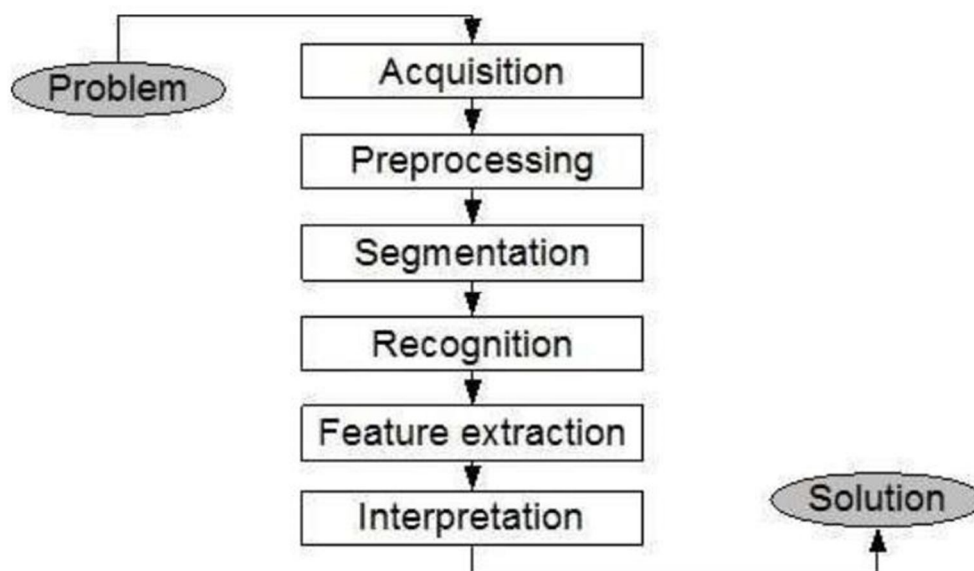 Problem
Acquisition
Preprocessing
Segmentation
Recognition
Feature extraction
Interpretation
Solution